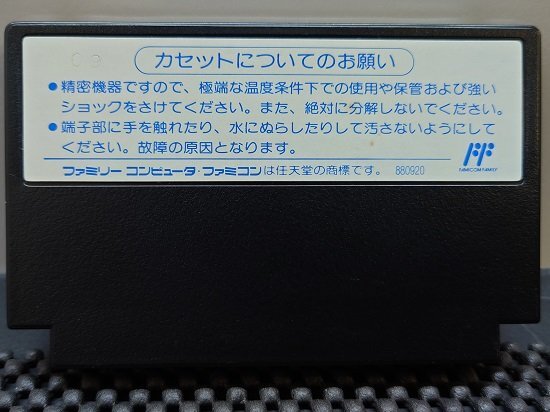 03
カセットについてのお願い
●精密機器ですので、極端な温度条件下での使用や保管および強い
ショックをさけてください。また、絶対に分解しないでください。
●端子部に手を触れたり、水にぬらしたりして汚さないようにして
ください。故障の原因となります。
ファミリー コンピュータ・ファミコンは任天堂の商標です。 880920
FAMICOM FAMILY